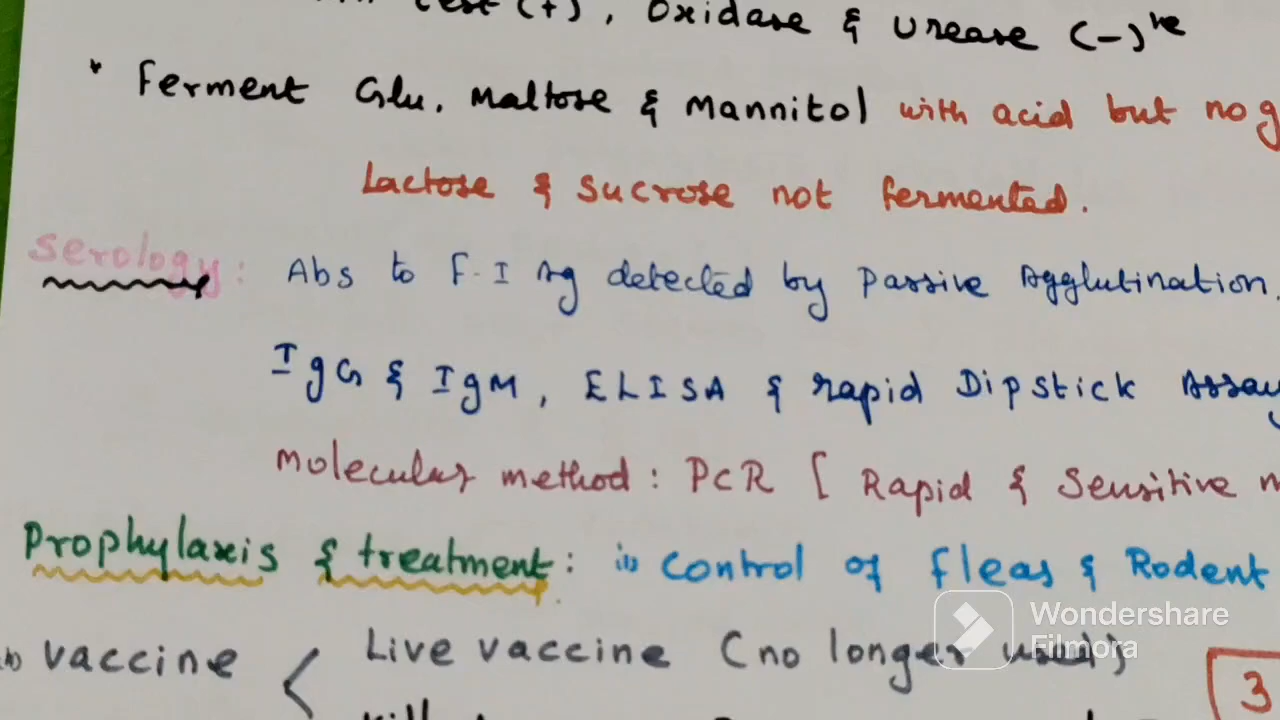 test (+), Oxidase & Urease (-)ve
* Ferment Glu. Maltose & Mannitol with acid but no g
Lactose & Sucrose not fermented.
Serology: Abs to F-I Ag detected by Passive Agglutination.
IgG & IgM, ELISA & rapid Dipstick Assay
Molecular method: PCR [ Rapid & Sensitive m
Prophylaxis & treatment: i) Control of fleas & Rodent
Wondershare
Filmora
ii) vaccine < Live vaccine (no longer used)
3